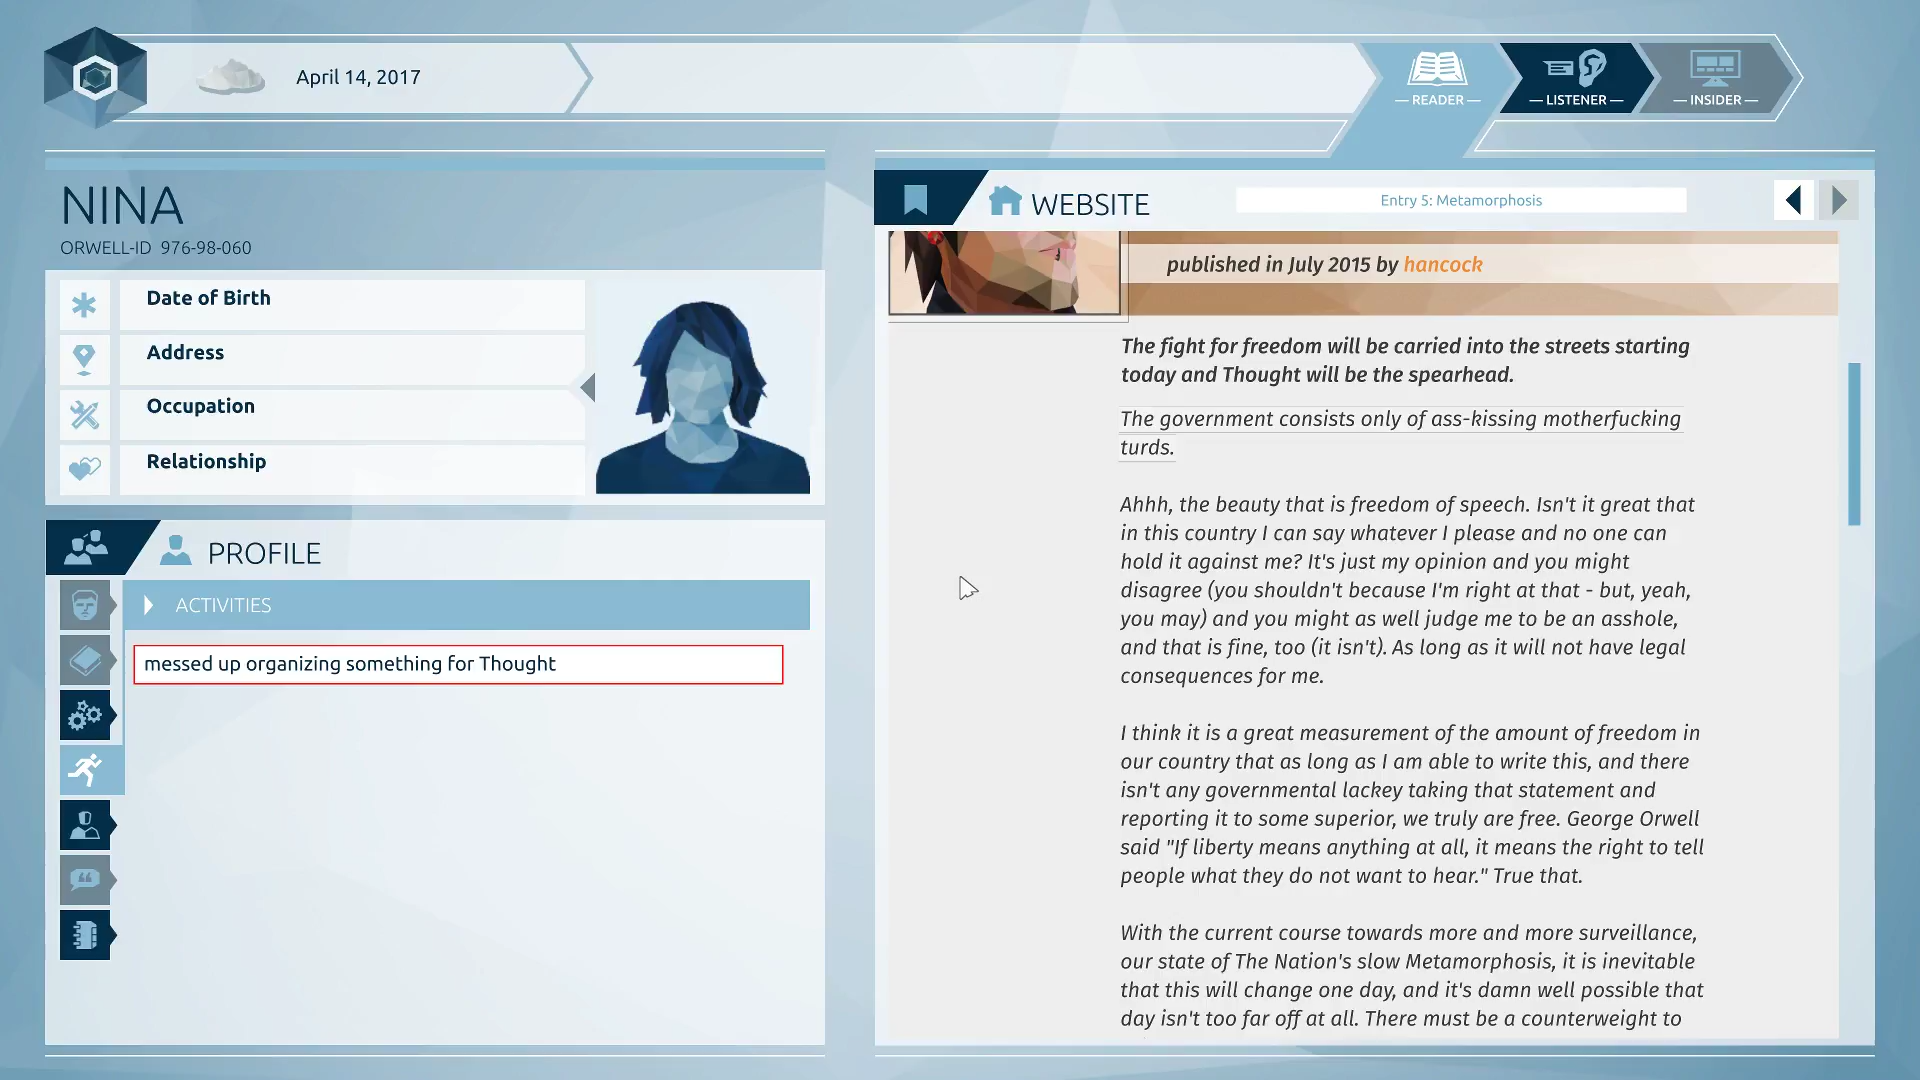 April 14, 2017
— READER —
— LISTENER —
— INSIDER —
NINA
ORWELL-ID 976-98-060
Date of Birth
Address
Occupation
Relationship
PROFILE
ACTIVITIES
messed up organizing something for Thought
WEBSITE
Entry 5: Metamorphosis
published in July 2015 by hancock
The fight for freedom will be carried into the streets starting
today and Thought will be the spearhead.
The government consists only of ass-kissing motherfucking
turds.
Ahhh, the beauty that is freedom of speech. Isn't it great that
in this country I can say whatever I please and no one can
hold it against me? It's just my opinion and you might
disagree (you shouldn't because I'm right at that - but, yeah,
you may) and you might as well judge me to be an asshole,
and that is fine, too (it isn't). As long as it will not have legal
consequences for me.
I think it is a great measurement of the amount of freedom in
our country that as long as I am able to write this, and there
isn't any governmental lackey taking that statement and
reporting it to some superior, we truly are free. George Orwell
said "If liberty means anything at all, it means the right to tell
people what they do not want to hear." True that.
With the current course towards more and more surveillance,
our state of The Nation's slow Metamorphosis, it is inevitable
that this will change one day, and it's damn well possible that
day isn't too far off at all. There must be a counterweight to